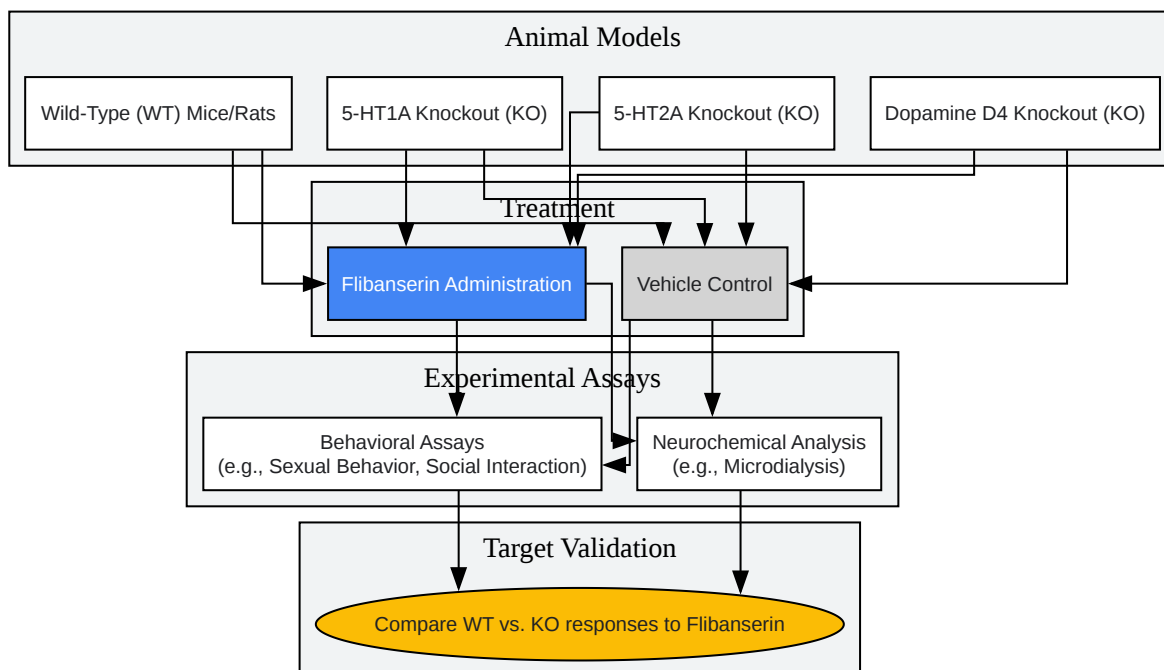 Animal Models
Wild-Type (WT) Mice/Rats
5-HT1A Knockout (KO)
5-HT2A Knockout (KO)
Dopamine D4 Knockout (KO)
Treatment
Flibanserin Administration
Vehicle Control
Experimental Assays
Behavioral Assays
(e.g., Sexual Behavior, Social Interaction)
Neurochemical Analysis
(e.g., Microdialysis)
Target Validation
Compare WT vs. KO responses to Flibanserin